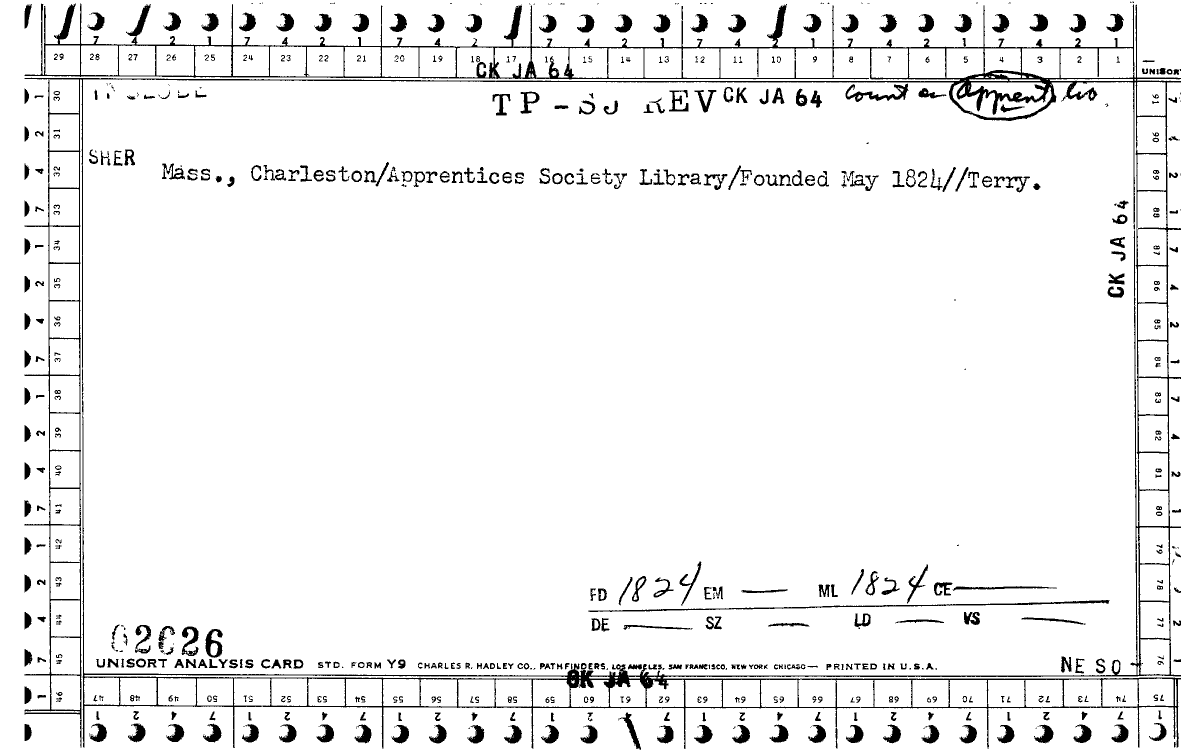 7 4 2 1 7 4 2 1 7 4 2 1 7 4 2 1 7 4 2 1 7 4 2 1
29 28 27 26 25 24 23 22 21 20 19 18 17 16 15 14 13 12 11 10 9 8 7 6 5 4 3 2 1
CK JA 64
UNISORT
TP-SJ REV CK JA 64 Count as Apprent. lib.
SHER
Mass., Charleston/Apprentices Society Library/Founded May 1824//Terry.
CK JA 64
FD 1824 EM — ML 1824 CE —
DE — SZ — LD — VS —
02626
UNISORT ANALYSIS CARD STD. FORM Y9 CHARLES R. HADLEY CO., PATHFINDERS, LOS ANGELES, SAN FRANCISCO, NEW YORK CHICAGO — PRINTED IN U.S.A.
NE SO -
CK JA 64
30 31 32 33 34 35 36 37 38 39 40 41 42 43 44 45 46
47 48 49 50 51 52 53 54 55 56 57 58 59 60 61 62 63 64 65 66 67 68 69 70 71 72 73 74 75
76 77 78 79 80 81 82 83 84 85 86 87 88 89 90 91